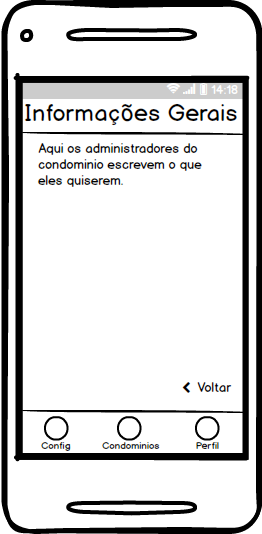 14:18
Informações Gerais
Aqui os administradores do
condominio escrevem o que
eles quiserem.
Voltar
Config Condominios Perfil